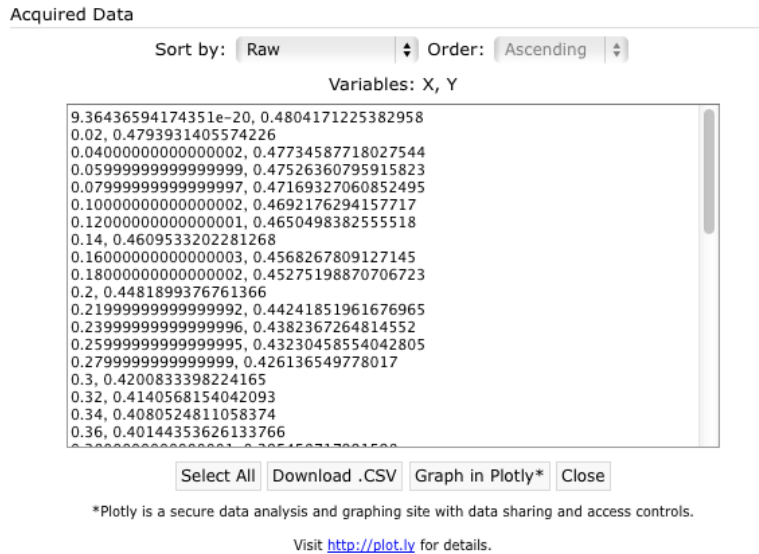 Acquired Data
Sort by: Raw Order: Ascending
Variables: X, Y
9.36436594174351e-20, 0.4804171225382958
0.02, 0.4793931405574226
0.04000000000000002, 0.47734587718027544
0.05999999999999999, 0.47526360795915823
0.07999999999999997, 0.47169327060852495
0.10000000000000002, 0.4692176294157717
0.12000000000000001, 0.4650498382555518
0.14, 0.4609533202281268
0.16000000000000003, 0.4568267809127145
0.18000000000000002, 0.45275198870706723
0.2, 0.4481899376761366
0.21999999999999992, 0.44241851961676965
0.23999999999999996, 0.4382367264814552
0.25999999999999995, 0.43230458554042805
0.2799999999999999, 0.426136549778017
0.3, 0.4200833398224165
0.32, 0.4140568154042093
0.34, 0.4080524811058374
0.36, 0.40144353626133766
Select All Download .CSV Graph in Plotly* Close
*Plotly is a secure data analysis and graphing site with data sharing and access controls.
Visit http://plot.ly for details.